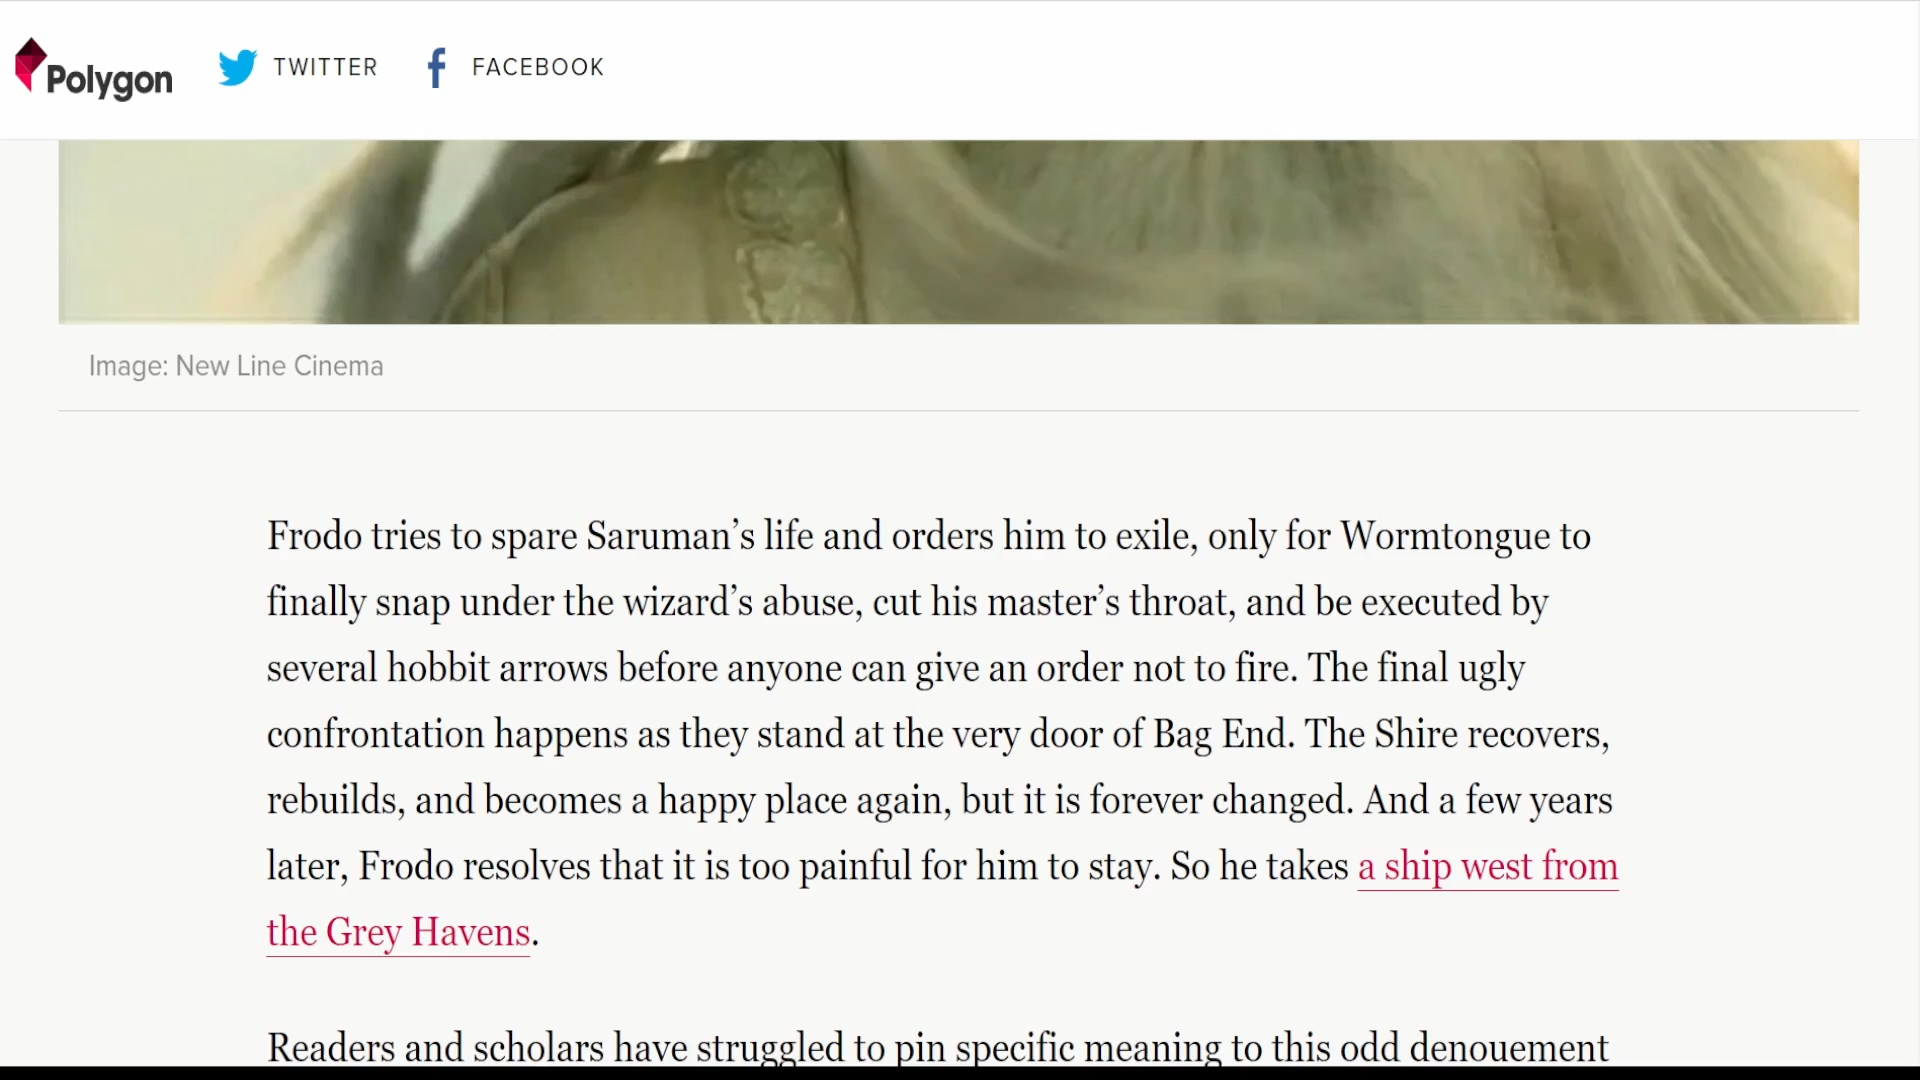 Polygon TWITTER FACEBOOK
Image: New Line Cinema
Frodo tries to spare Saruman’s life and orders him to exile, only for Wormtongue to
finally snap under the wizard’s abuse, cut his master’s throat, and be executed by
several hobbit arrows before anyone can give an order not to fire. The final ugly
confrontation happens as they stand at the very door of Bag End. The Shire recovers,
rebuilds, and becomes a happy place again, but it is forever changed. And a few years
later, Frodo resolves that it is too painful for him to stay. So he takes a ship west from
the Grey Havens.
Readers and scholars have struggled to pin specific meaning to this odd denouement